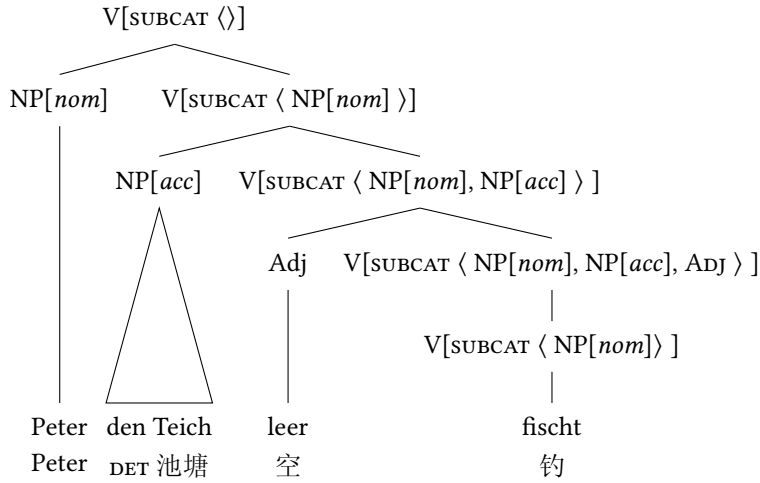 V[SUBCAT ⟨⟩]
NP[nom] V[SUBCAT ⟨ NP[nom] ⟩]
NP[acc] V[SUBCAT ⟨ NP[nom], NP[acc] ⟩ ]
Adj V[SUBCAT ⟨ NP[nom], NP[acc], ADJ ⟩ ]
V[SUBCAT ⟨ NP[nom]⟩ ]
Peter den Teich leer fischt
Peter DET 池塘 空 钓